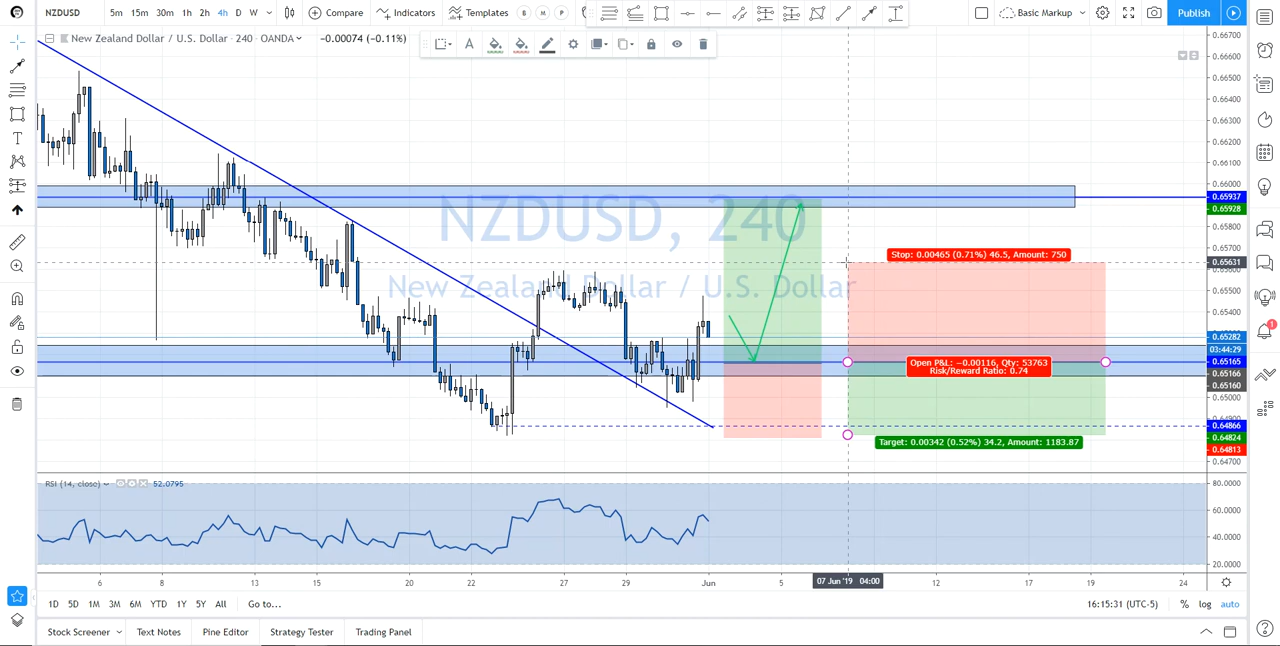 NZDUSD 5m 15m 30m 1h 2h 4h D W Compare Indicators Templates B M P Basic Markup Publish
New Zealand Dollar / U.S. Dollar · 240 · OANDA −0.00074 (−0.11%)
A
T
NZDUSD, 240
New Zealand Dollar / U.S. Dollar
Stop: 0.00465 (0.71%) 46.5, Amount: 750
Open P&L: −0.00116, Qty: 53763
Risk/Reward Ratio: 0.74
Target: 0.00342 (0.52%) 34.2, Amount: 1183.87
0.66700
0.66600
0.66500
0.66400
0.66300
0.66200
0.66100
0.66000
0.65937
0.65928
0.65800
0.65700
0.65631
0.65500
0.65400
0.65282
03:44:29
0.65165
0.65166
0.65160
0.65000
0.64866
0.64824
0.64813
0.64700
RSI (14, close) 52.0795
80.0000
60.0000
40.0000
20.0000
6 8 13 15 20 22 27 29 Jun 5 07 Jun '19 04:00 12 17 19 24
1D 5D 1M 3M 6M YTD 1Y 5Y All Go to... 16:15:31 (UTC-5) % log auto
Stock Screener Text Notes Pine Editor Strategy Tester Trading Panel
1